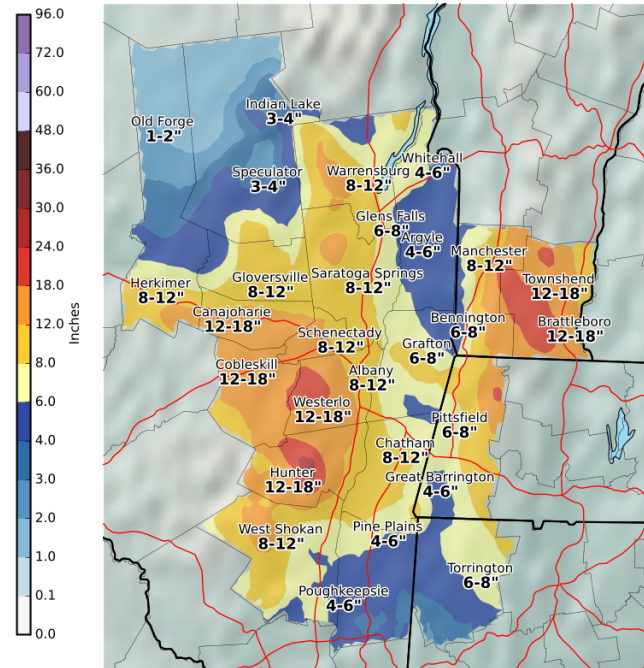 96.0
72.0
60.0
48.0
36.0
30.0
24.0
18.0
12.0
8.0
6.0
4.0
3.0
2.0
1.0
0.1
0.0
Inches
Old Forge
1-2"
Indian Lake
3-4"
Speculator
3-4"
Warrensburg
8-12"
Whitehall
4-6"
Glens Falls
6-8"
Argyle
4-6"
Manchester
8-12"
Herkimer
8-12"
Gloversville
8-12"
Saratoga Springs
8-12"
Townshend
12-18"
Canajoharie
12-18"
Schenectady
8-12"
Bennington
6-8"
Brattleboro
12-18"
Grafton
6-8"
Cobleskill
12-18"
Albany
8-12"
Westerlo
12-18"
Pittsfield
6-8"
Chatham
8-12"
Hunter
12-18"
Great Barrington
4-6"
West Shokan
8-12"
Pine Plains
4-6"
Torrington
6-8"
Poughkeepsie
4-6"